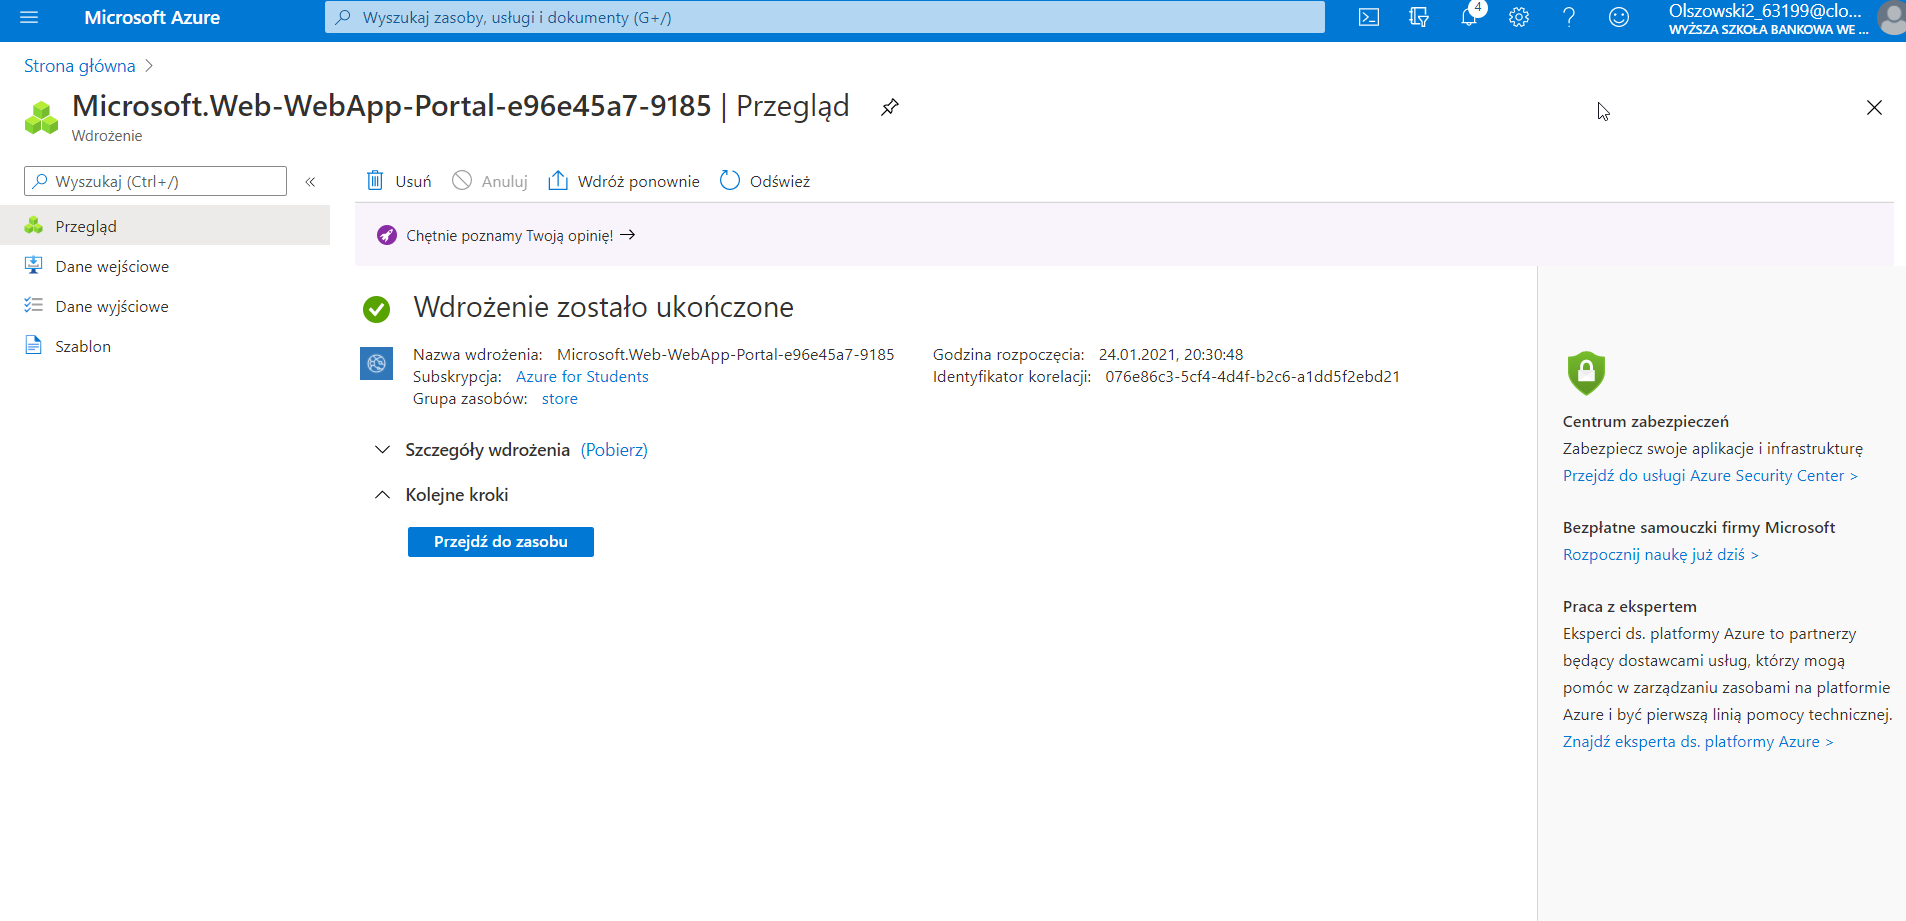 Microsoft Azure
Wyszukaj zasoby, usługi i dokumenty (G+/)
4
Olszowski2_63199@clo...
WYŻSZA SZKOŁA BANKOWA WE ...
Strona główna
Microsoft.Web-WebApp-Portal-e96e45a7-9185 | Przegląd
Wdrożenie
Wyszukaj (Ctrl+/)
«
Przegląd
Dane wejściowe
Dane wyjściowe
Szablon
Usuń
Anuluj
Wdróż ponownie
Odśwież
Chętnie poznamy Twoją opinię! →
Wdrożenie zostało ukończone
Nazwa wdrożenia: Microsoft.Web-WebApp-Portal-e96e45a7-9185
Subskrypcja: Azure for Students
Grupa zasobów: store
Godzina rozpoczęcia: 24.01.2021, 20:30:48
Identyfikator korelacji: 076e86c3-5cf4-4d4f-b2c6-a1dd5f2ebd21
Szczegóły wdrożenia (Pobierz)
Kolejne kroki
Przejdź do zasobu
Centrum zabezpieczeń
Zabezpiecz swoje aplikacje i infrastrukturę
Przejdź do usługi Azure Security Center >
Bezpłatne samouczki firmy Microsoft
Rozpocznij naukę już dziś >
Praca z ekspertem
Eksperci ds. platformy Azure to partnerzy
będący dostawcami usług, którzy mogą
pomóc w zarządzaniu zasobami na platformie
Azure i być pierwszą linią pomocy technicznej.
Znajdź eksperta ds. platformy Azure >